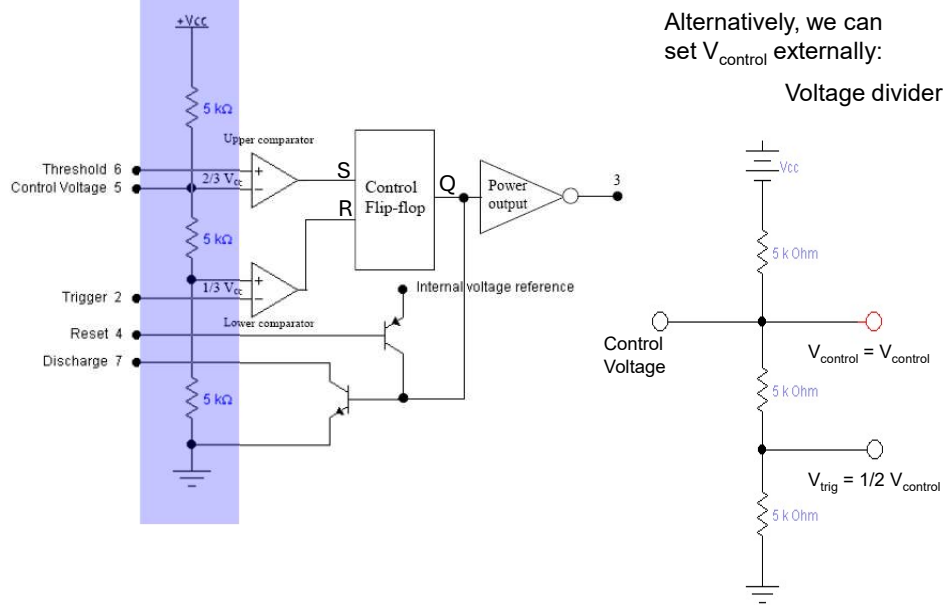 Alternatively, we can
set Vcontrol externally:
Voltage divider
+Vcc
5 kΩ
Upper comparator
Threshold 6
Control Voltage 5
2/3 Vcc
+
−
S
R
Control
Flip-flop
Q
Power
output
3
5 kΩ
1/3 Vcc
+
−
Trigger 2
Lower comparator
Internal voltage reference
Reset 4
Discharge 7
5 kΩ
Vcc
5 k Ohm
Control
Voltage
Vcontrol = Vcontrol
5 k Ohm
Vtrig = 1/2 Vcontrol
5 k Ohm